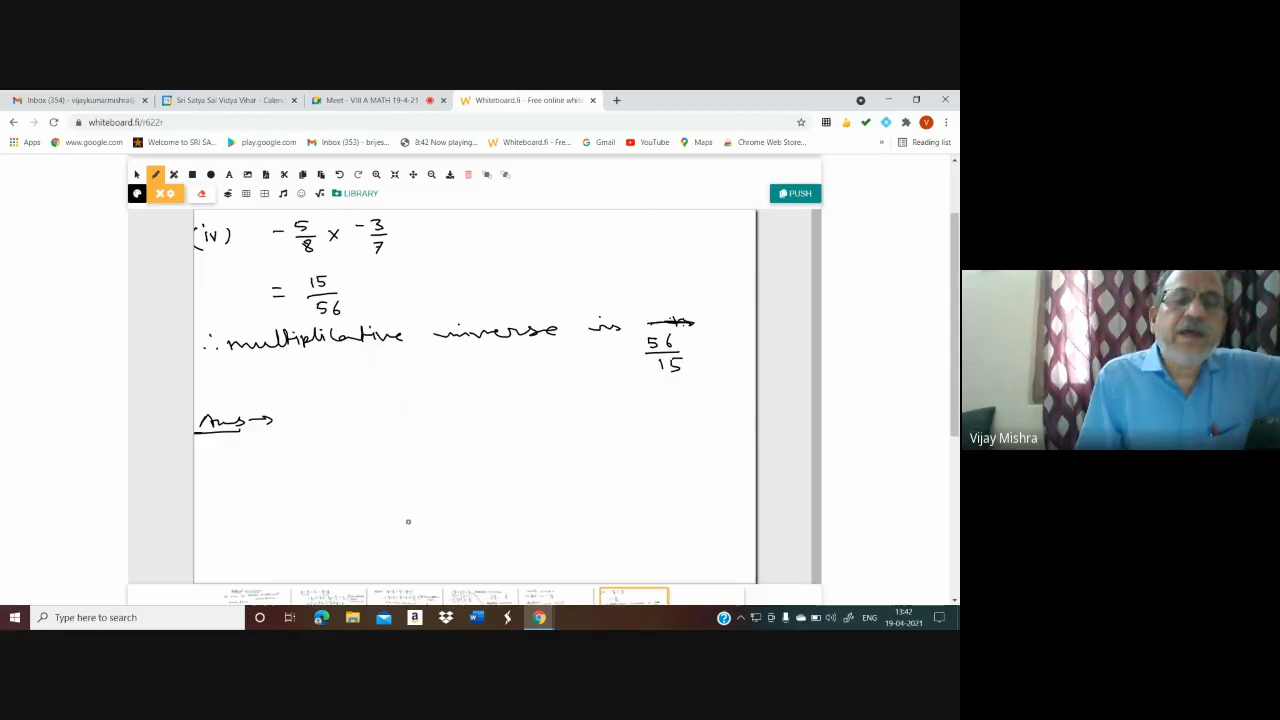 Inbox (354) - vijaykumarmishra@
Sri Satya Sai Vidya Vihar - Calend
Meet - VIII A MATH 19-4-21
Whiteboard.fi - Free online white
whiteboard.fi/r622r
Apps
www.google.com
Welcome to SRI SA...
play.google.com
Inbox (353) - brijes...
8:42 Now playing...
Whiteboard.fi - Fre...
Gmail
YouTube
Maps
Chrome Web Store...
»
Reading list
LIBRARY
PUSH
(iv) - 5/8 x - 3/7
= 15/56
∴ multiplicative inverse is 56/15
Ans →
Vijay Mishra
Type here to search
ENG
13:42
19-04-2021